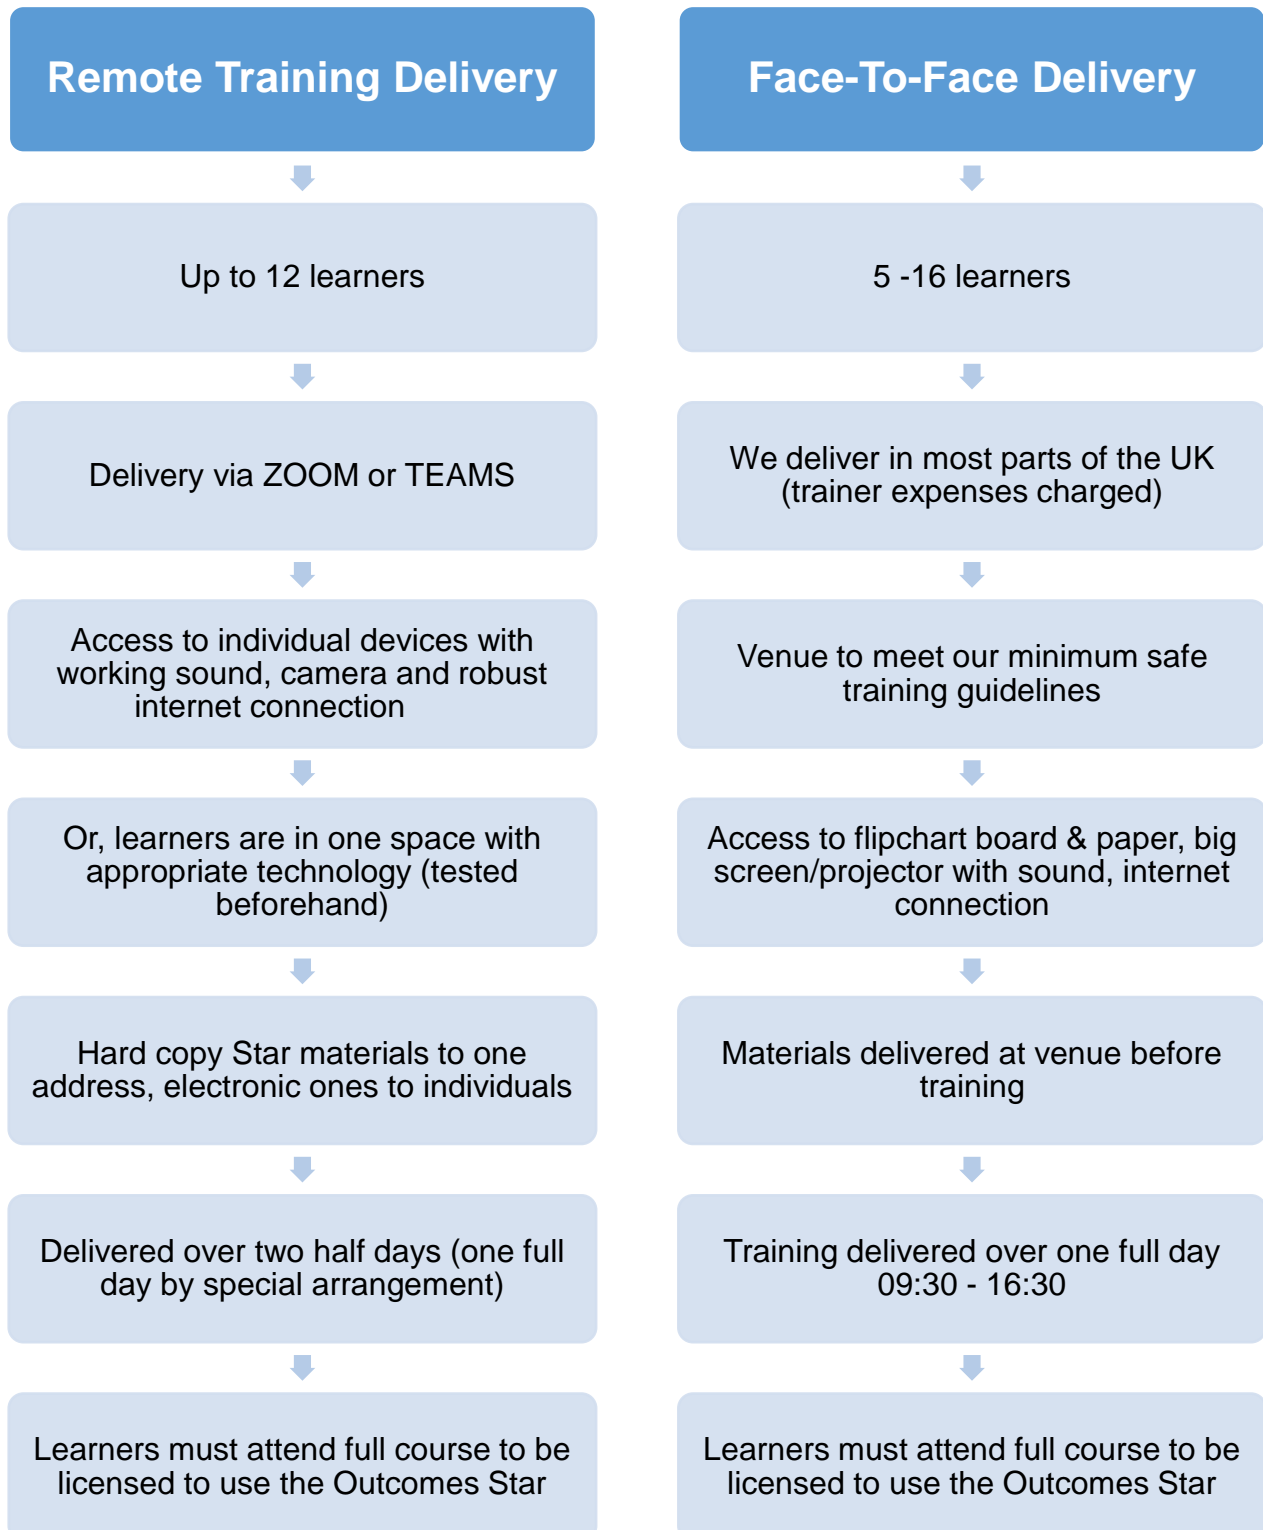 Remote Training Delivery
Up to 12 learners
Delivery via ZOOM or TEAMS
Access to individual devices with
working sound, camera and robust
internet connection
Or, learners are in one space with
appropriate technology (tested
beforehand)
Hard copy Star materials to one
address, electronic ones to individuals
Delivered over two half days (one full
day by special arrangement)
Learners must attend full course to be
licensed to use the Outcomes Star
Face-To-Face Delivery
5 -16 learners
We deliver in most parts of the UK
(trainer expenses charged)
Venue to meet our minimum safe
training guidelines
Access to flipchart board & paper, big
screen/projector with sound, internet
connection
Materials delivered at venue before
training
Training delivered over one full day
09:30 - 16:30
Learners must attend full course to be
licensed to use the Outcomes Star